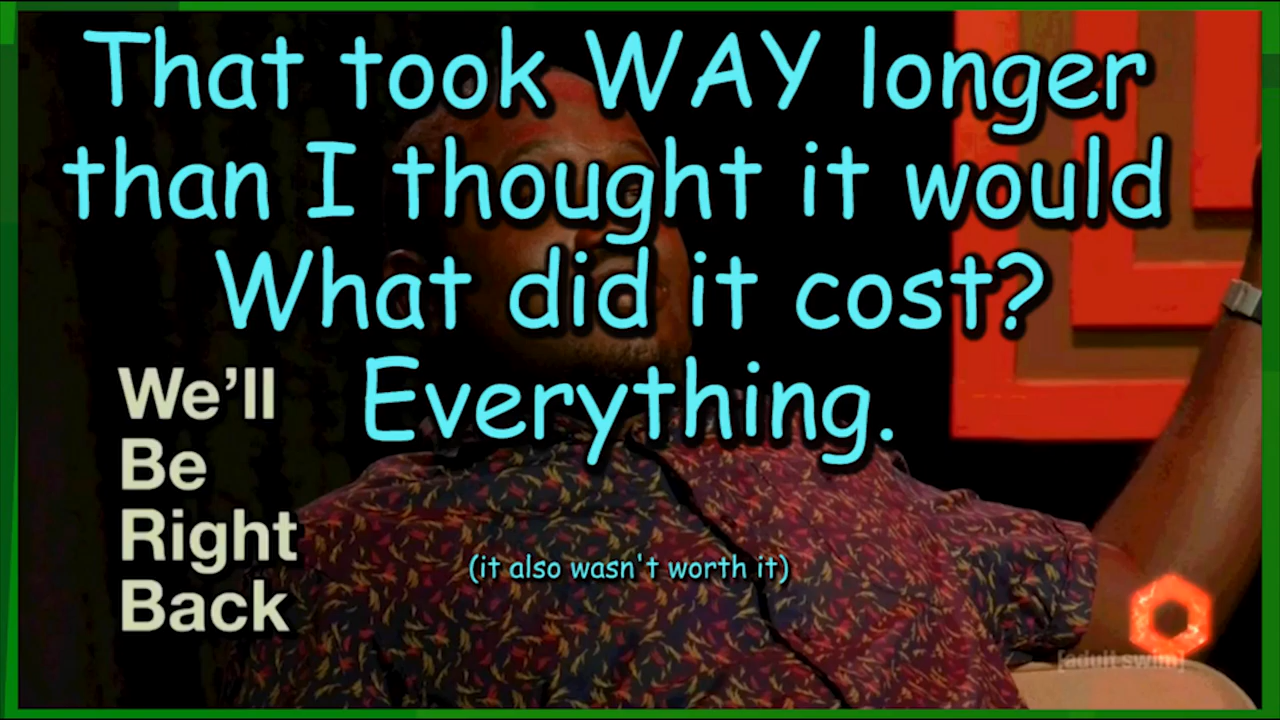 That took WAY longer
than I thought it would
What did it cost?
Everything.
We'll
Be
Right
Back
(it also wasn't worth it)
[adult swim]